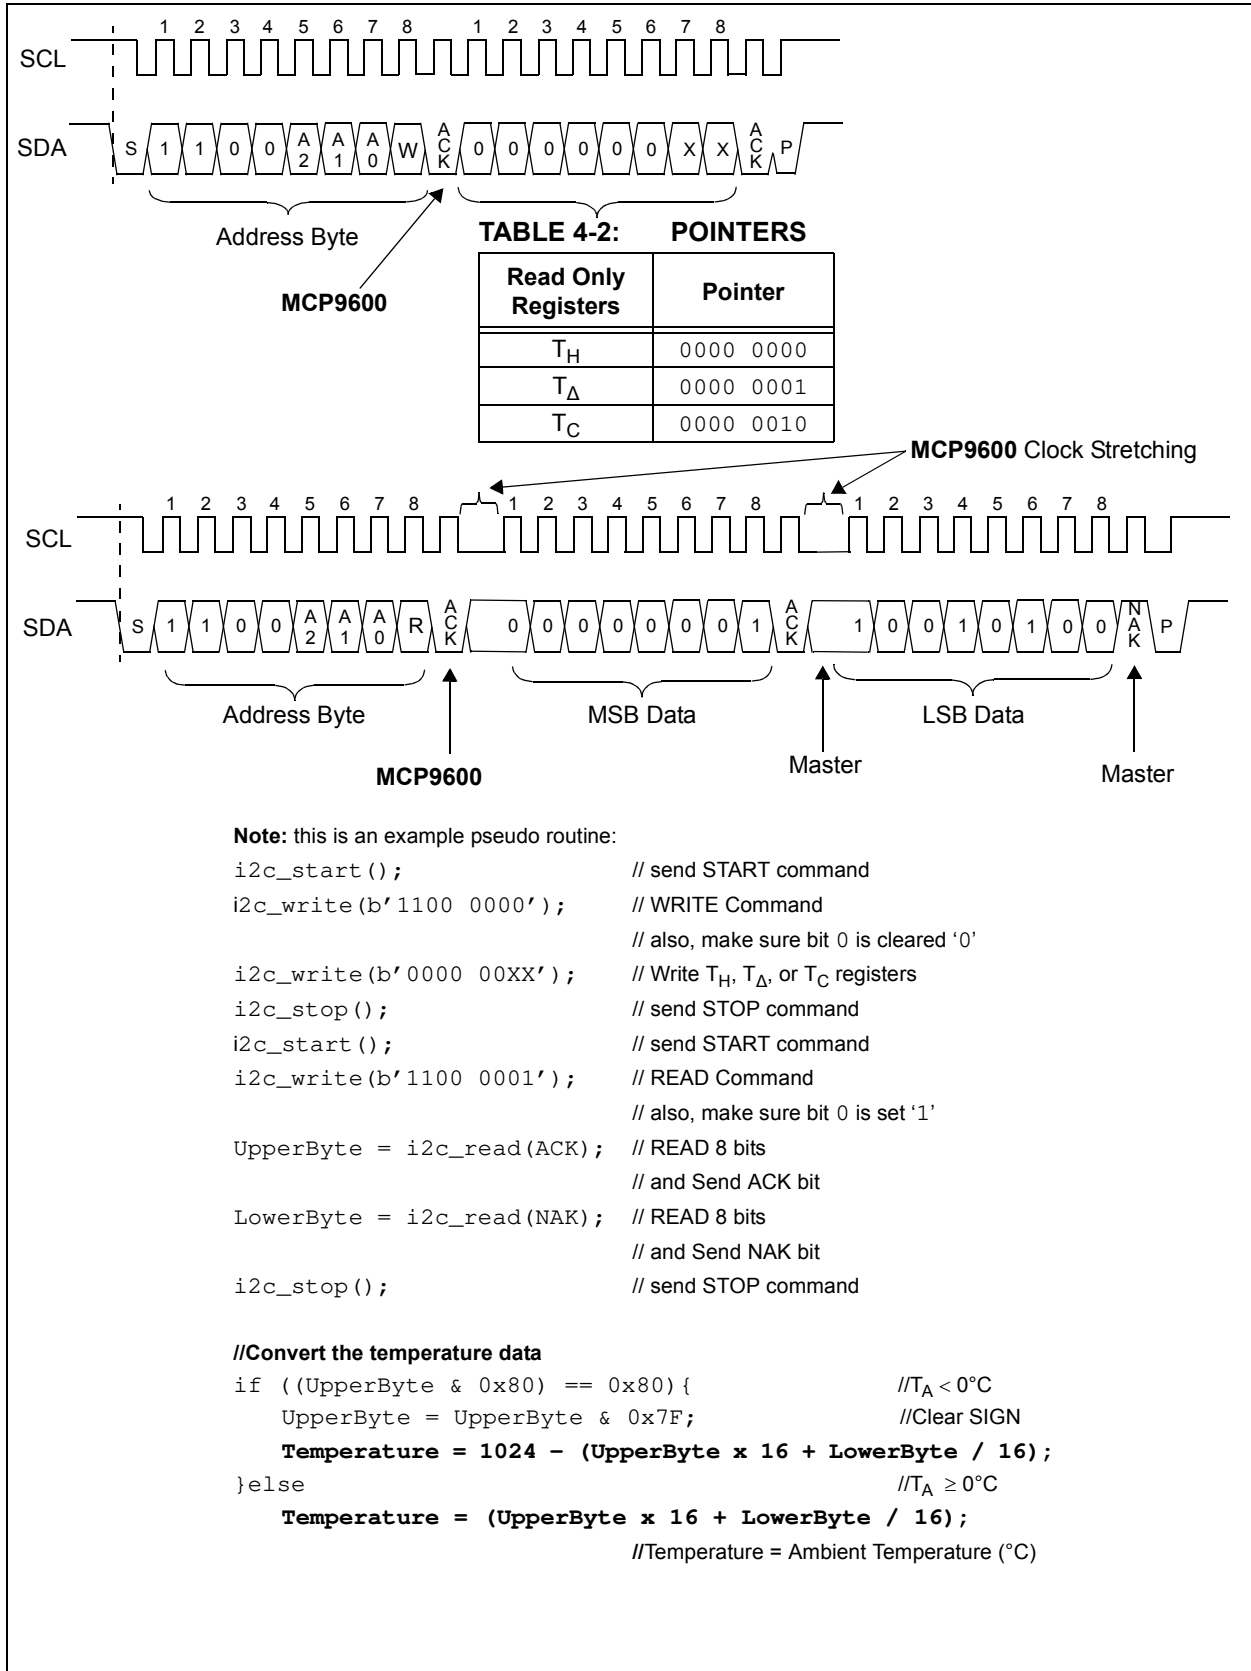 1 2 3 4 5 6 7 8 1 2 3 4 5 6 7 8
SCL
SDA S 1 1 0 0 A2 A1 A0 W ACK 0 0 0 0 0 0 X X ACK P
Address Byte
MCP9600
TABLE 4-2: POINTERS
Read Only Registers Pointer
TH 0000 0000
TΔ 0000 0001
TC 0000 0010
MCP9600 Clock Stretching
1 2 3 4 5 6 7 8 1 2 3 4 5 6 7 8 1 2 3 4 5 6 7 8
SCL
SDA S 1 1 0 0 A2 A1 A0 R ACK 0 0 0 0 0 0 0 1 ACK 1 0 0 1 0 1 0 0 NAK P
Address Byte MSB Data LSB Data
MCP9600 Master Master
Note: this is an example pseudo routine:
i2c_start(); // send START command
i2c_write(b’1100 0000’); // WRITE Command
// also, make sure bit 0 is cleared ‘0’
i2c_write(b’0000 00XX’); // Write TH, TΔ, or TC registers
i2c_stop(); // send STOP command
i2c_start(); // send START command
i2c_write(b’1100 0001’); // READ Command
// also, make sure bit 0 is set ‘1’
UpperByte = i2c_read(ACK); // READ 8 bits
// and Send ACK bit
LowerByte = i2c_read(NAK); // READ 8 bits
// and Send NAK bit
i2c_stop(); // send STOP command
//Convert the temperature data
if ((UpperByte & 0x80) == 0x80){ //TA < 0°C
UpperByte = UpperByte & 0x7F; //Clear SIGN
Temperature = 1024 – (UpperByte x 16 + LowerByte / 16);
}else //TA ≥ 0°C
Temperature = (UpperByte x 16 + LowerByte / 16);
//Temperature = Ambient Temperature (°C)